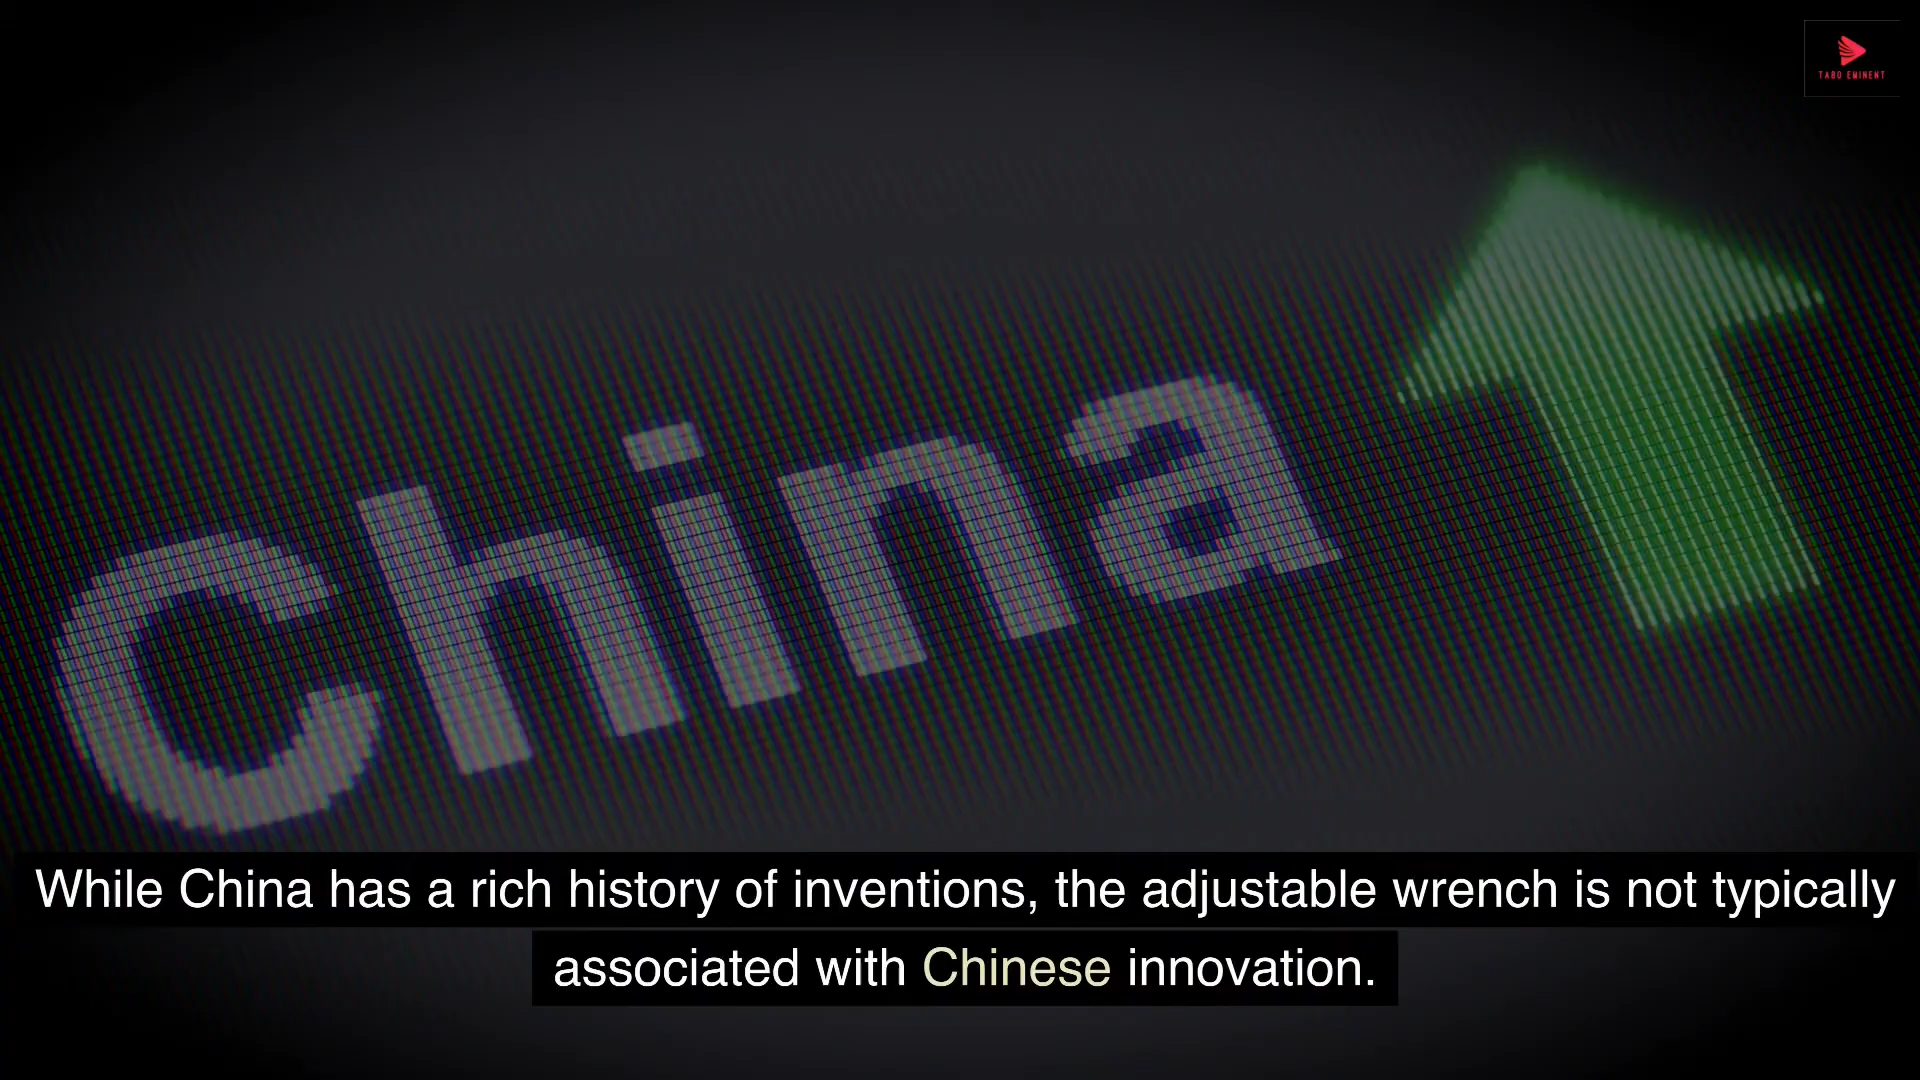 TABO EMINENT
China
While China has a rich history of inventions, the adjustable wrench is not typically
associated with Chinese innovation.